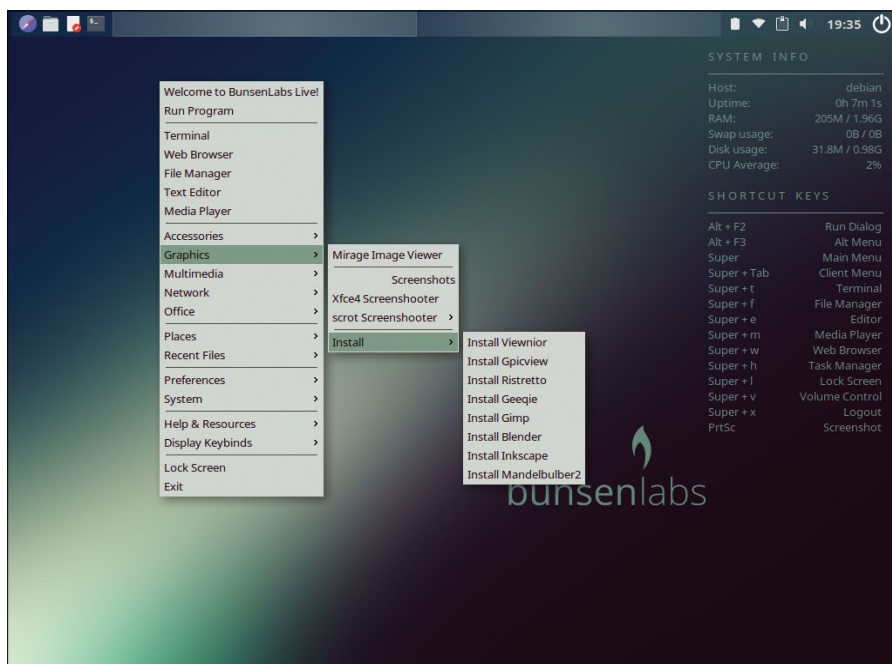 19:35
Welcome to BunsenLabs Live!
Run Program
Terminal
Web Browser
File Manager
Text Editor
Media Player
Accessories
Graphics
Multimedia
Network
Office
Places
Recent Files
Preferences
System
Help & Resources
Display Keybinds
Lock Screen
Exit
Mirage Image Viewer
Screenshots
Xfce4 Screenshooter
scrot Screenshooter
Install
Install Viewnior
Install Gpicview
Install Ristretto
Install Geeqie
Install Gimp
Install Blender
Install Inkscape
Install Mandelbulber2
bunsenlabs
SYSTEM INFO
Host: debian
Uptime: 0h 7m 1s
RAM: 205M / 1.96G
Swap usage: 0B / 0B
Disk usage: 31.8M / 0.98G
CPU Average: 2%
SHORTCUT KEYS
Alt + F2 Run Dialog
Alt + F3 Alt Menu
Super Main Menu
Super + Tab Client Menu
Super + t Terminal
Super + f File Manager
Super + e Editor
Super + m Media Player
Super + w Web Browser
Super + h Task Manager
Super + l Lock Screen
Super + v Volume Control
Super + x Logout
PrtSc Screenshot